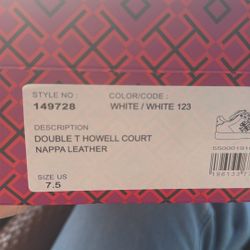 STYLE NO : COLOR/CODE :
149728 WHITE / WHITE 123
DESCRIPTION
DOUBLE T HOWELL COURT
NAPPA LEATHER
SIZE US
7.5